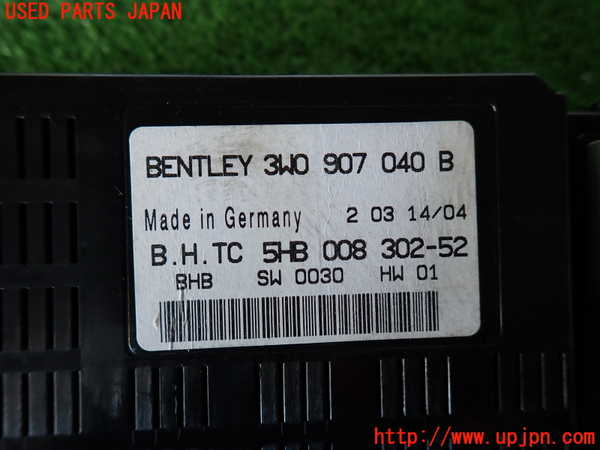 USED PARTS JAPAN
BENTLEY 3W0 907 040 B
Made in Germany 2 03 14/04
B.H.TC 5HB 008 302-52
BHB SW 0030 HW 01
http://www.upjpn.com/